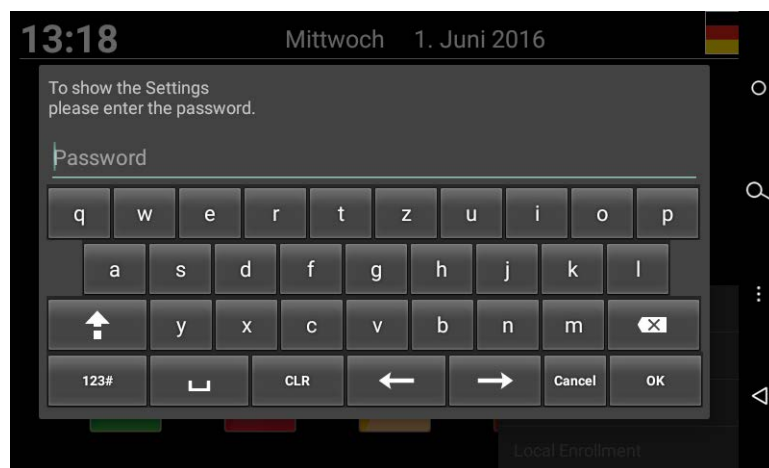 13:18 Mittwoch 1. Juni 2016
To show the Settings
please enter the password.
Password
q w e r t z u i o p
a s d f g h j k l
y x c v b n m
123# CLR Cancel OK
Local Enrollment